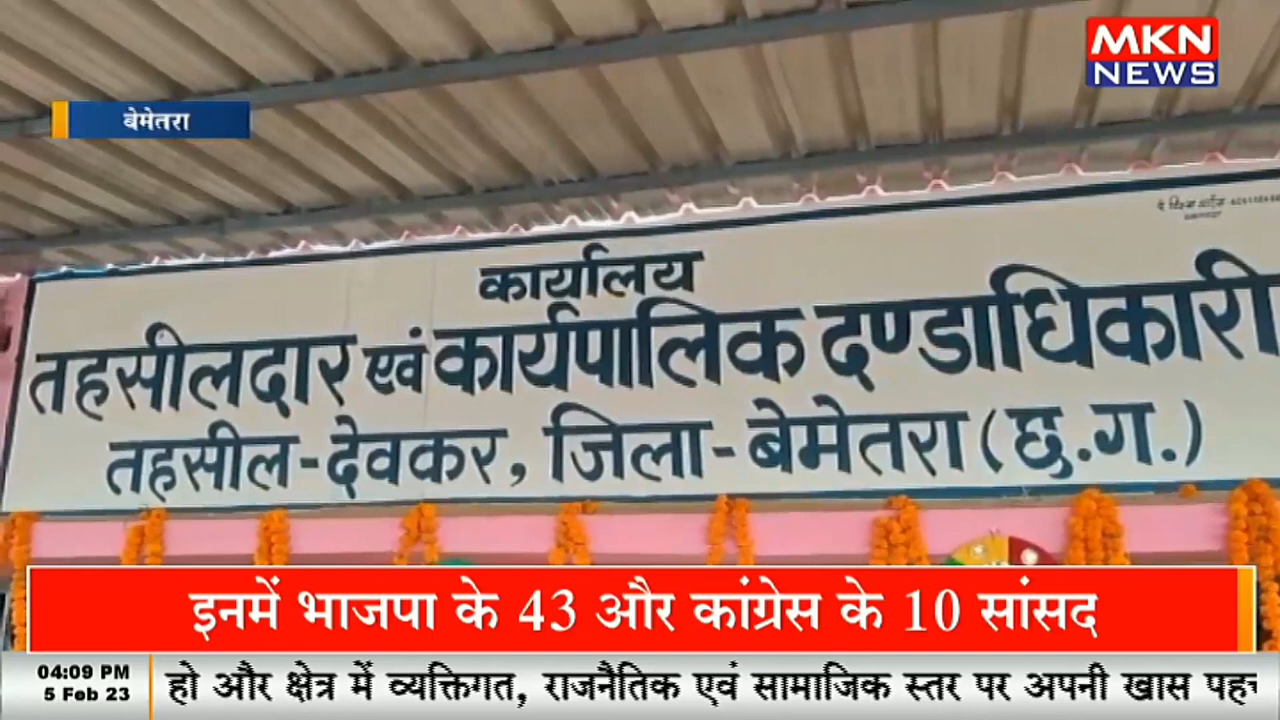 MKN
NEWS
बेमेतरा
कार्यालय
तहसीलदार एवं कार्यपालिक दण्डाधिकारी
तहसील-देवकर, जिला-बेमेतरा (छ.ग.)
इनमें भाजपा के 43 और कांग्रेस के 10 सांसद
04:09 PM
5 Feb 23
हो और क्षेत्र में व्यक्तिगत, राजनैतिक एवं सामाजिक स्तर पर अपनी खास